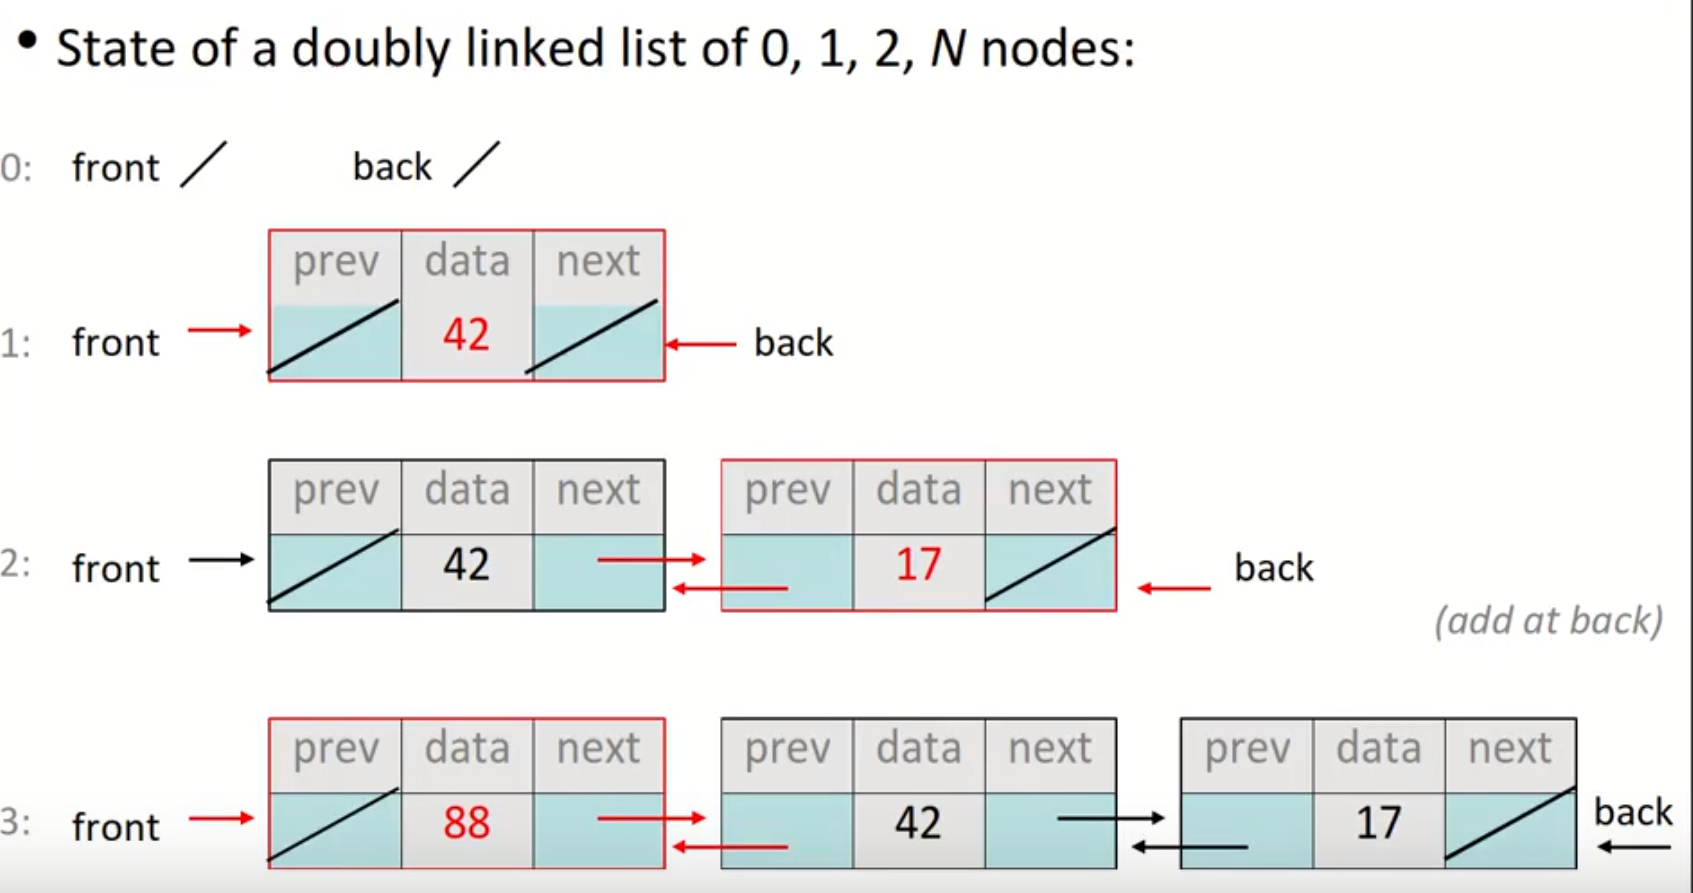 • State of a doubly linked list of 0, 1, 2, N nodes:
0: front back
prev data next
1: front 42 back
prev data next prev data next
2: front 42 17 back
(add at back)
prev data next prev data next prev data next
3: front 88 42 17 back